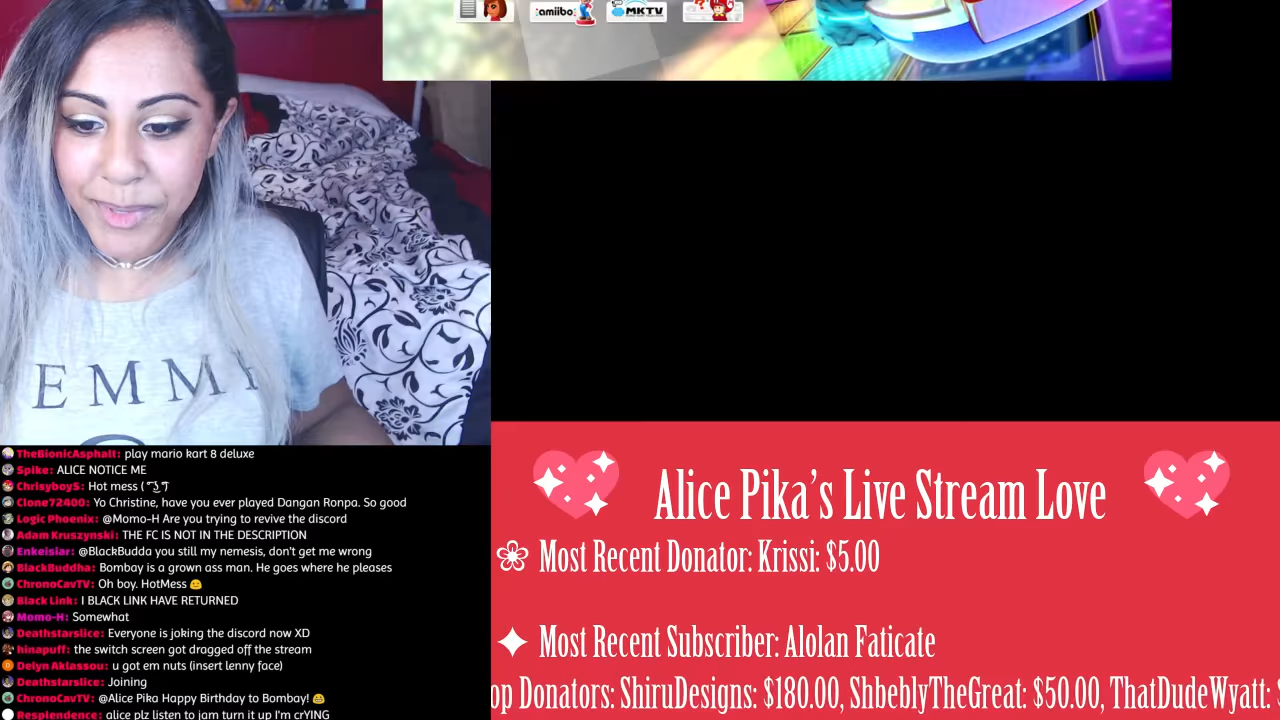 :amiibo
MKTV
EMM
TheBionicAsphalt: play mario kart 8 deluxe
Spike: ALICE NOTICE ME
ChrisyboyS: Hot mess ( ͡° ͜ʖ ͡°
Clone72400: Yo Christine, have you ever played Dangan Ronpa. So good
Logic Phoenix: @Momo-H Are you trying to revive the discord
Adam Kruszynski: THE FC IS NOT IN THE DESCRIPTION
Enkeisiar: @BlackBudda you still my nemesis, don't get me wrong
BlackBuddha: Bombay is a grown ass man. He goes where he pleases
ChronoCavTV: Oh boy. HotMess 😊
Black Link: I BLACK LINK HAVE RETURNED
Momo-H: Somewhat
Deathstarslice: Everyone is joking the discord now XD
hinapuff: the switch screen got dragged off the stream
Delyn Aklassou: u got em nuts (insert lenny face)
Deathstarslice: Joining
ChronoCavTV: @Alice Pika Happy Birthday to Bombay! 😊
Resplendence: alice plz listen to jam turn it up I'm crYING
Alice Pika's Live Stream Love
Most Recent Donator: Krissi: $5.00
Most Recent Subscriber: Alolan Faticate
op Donators: ShiruDesigns: $180.00, ShbeblyTheGreat: $50.00, ThatDudeWyatt: $